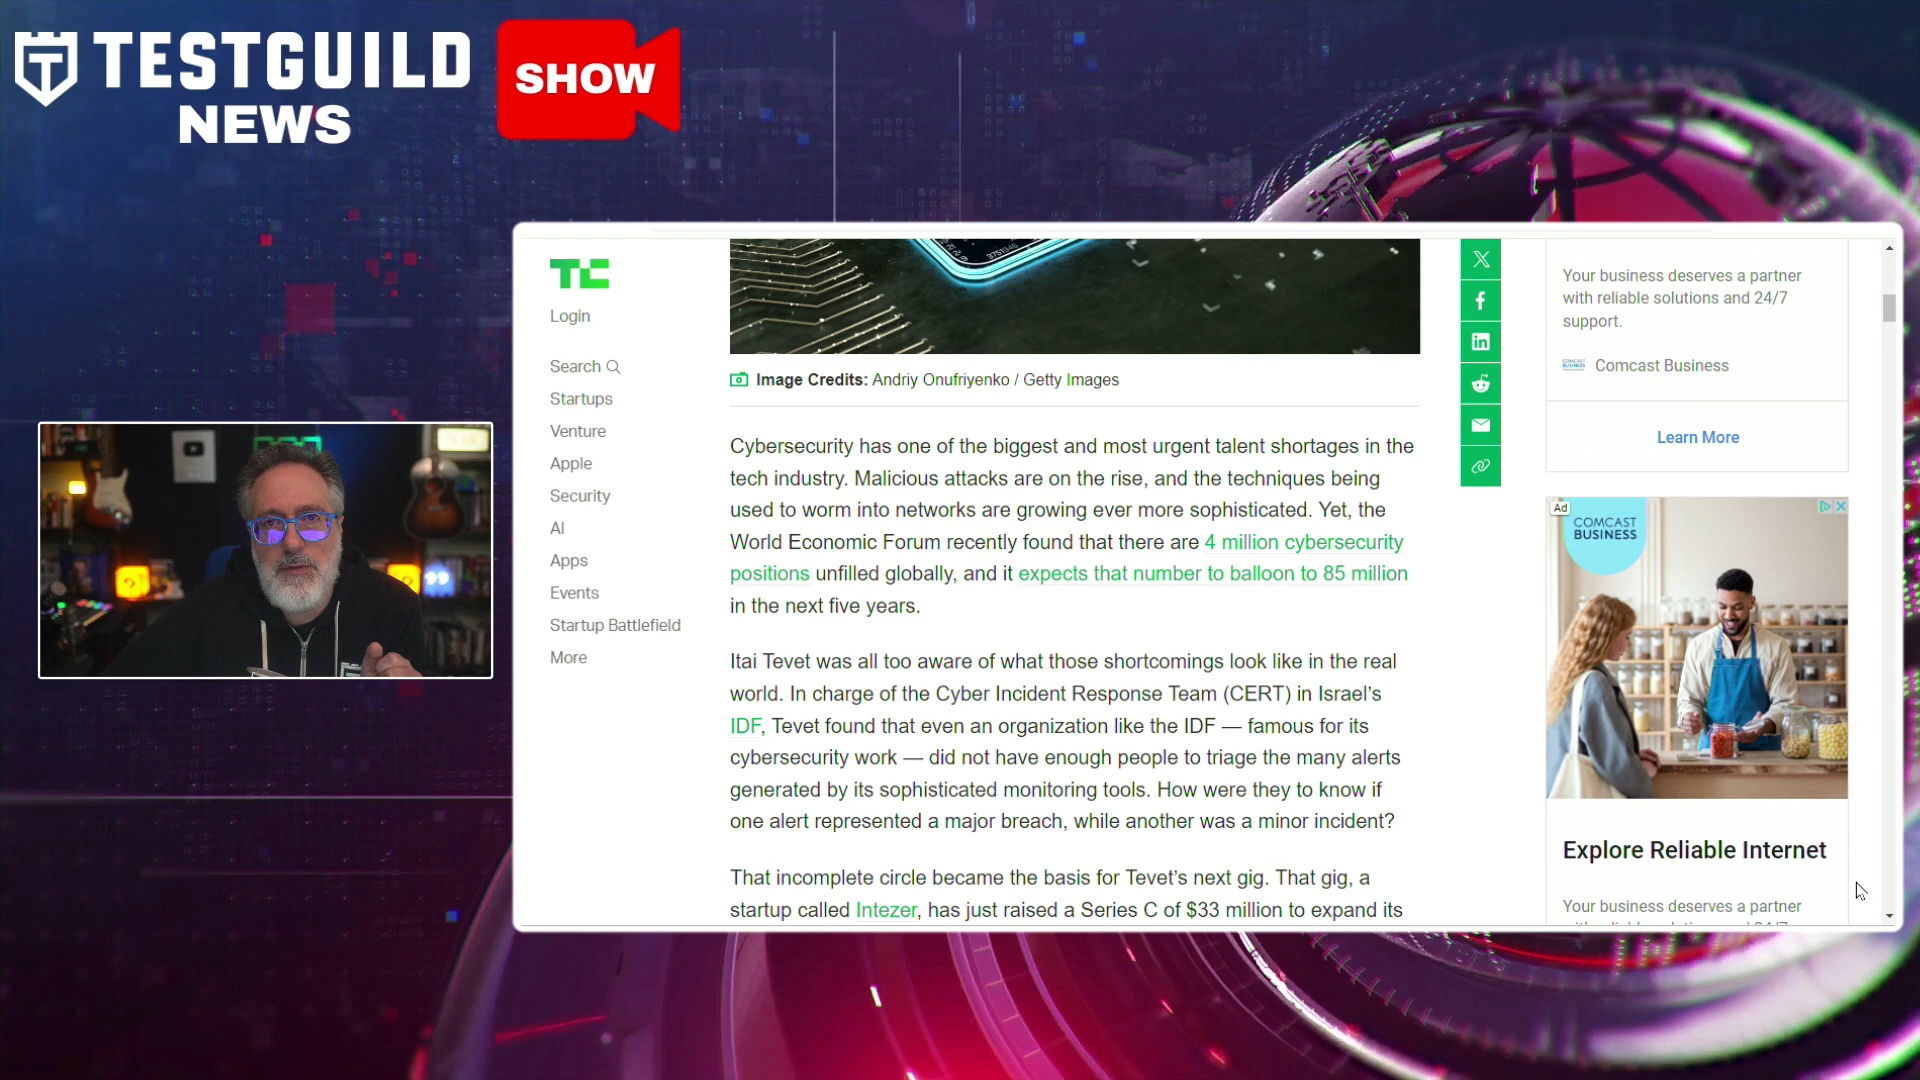 TESTGUILD
NEWS
SHOW
Login
Search
Startups
Venture
Apple
Security
AI
Apps
Events
Startup Battlefield
More
Image Credits: Andriy Onufriyenko / Getty Images
Cybersecurity has one of the biggest and most urgent talent shortages in the
tech industry. Malicious attacks are on the rise, and the techniques being
used to worm into networks are growing ever more sophisticated. Yet, the
World Economic Forum recently found that there are 4 million cybersecurity
positions unfilled globally, and it expects that number to balloon to 85 million
in the next five years.
Itai Tevet was all too aware of what those shortcomings look like in the real
world. In charge of the Cyber Incident Response Team (CERT) in Israel's
IDF, Tevet found that even an organization like the IDF — famous for its
cybersecurity work — did not have enough people to triage the many alerts
generated by its sophisticated monitoring tools. How were they to know if
one alert represented a major breach, while another was a minor incident?
That incomplete circle became the basis for Tevet's next gig. That gig, a
startup called Intezer, has just raised a Series C of $33 million to expand its
Your business deserves a partner
with reliable solutions and 24/7
support.
Comcast Business
Learn More
Ad
COMCAST
BUSINESS
Explore Reliable Internet
Your business deserves a partner